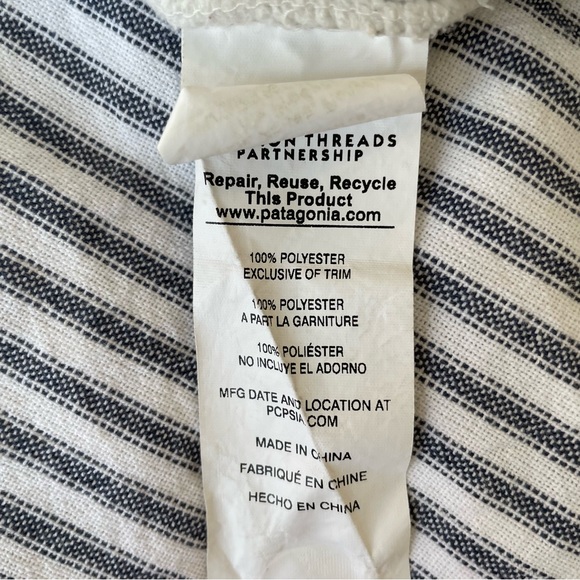 THREADS
PARTNERSHIP
Repair, Reuse, Recycle
This Product
www.patagonia.com
100% POLYESTER
EXCLUSIVE OF TRIM
100% POLYESTER
A PART LA GARNITURE
100% POLIÉSTER
NO INCLUYE EL ADORNO
MFG DATE AND LOCATION AT
PCPSIA.COM
MADE IN CHINA
FABRIQUÉ EN CHINE
HECHO EN CHINA